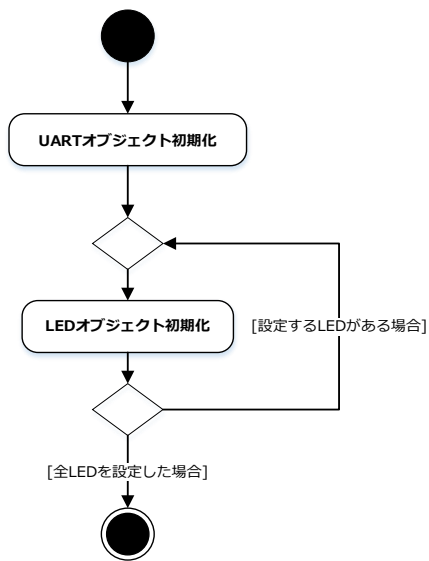 UARTオブジェクト初期化
LEDオブジェクト初期化
[設定するLEDがある場合]
[全LEDを設定した場合]